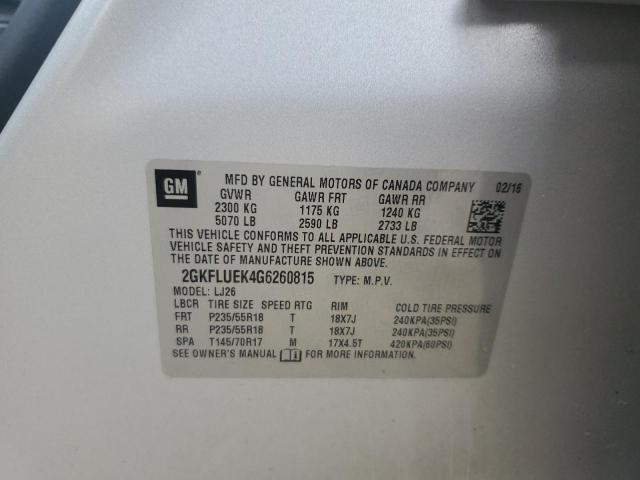 GM
MFD BY GENERAL MOTORS OF CANADA COMPANY 02/16
GVWR GAWR FRT GAWR RR
2300 KG 1175 KG 1240 KG
5070 LB 2590 LB 2733 LB
THIS VEHICLE CONFORMS TO ALL APPLICABLE U.S. FEDERAL MOTOR
VEHICLE SAFETY AND THEFT PREVENTION STANDARDS IN EFFECT ON
THE DATE OF MANUFACTURE SHOWN ABOVE.
2GKFLUEK4G6260815 TYPE: M.P.V.
MODEL: LJ26
LBCR TIRE SIZE SPEED RTG RIM COLD TIRE PRESSURE
FRT P235/55R18 T 18X7J 240KPA(35PSI)
RR P235/55R18 T 18X7J 240KPA(35PSI)
SPA T145/70R17 M 17X4.5T 420KPA(60PSI)
SEE OWNER'S MANUAL FOR MORE INFORMATION.